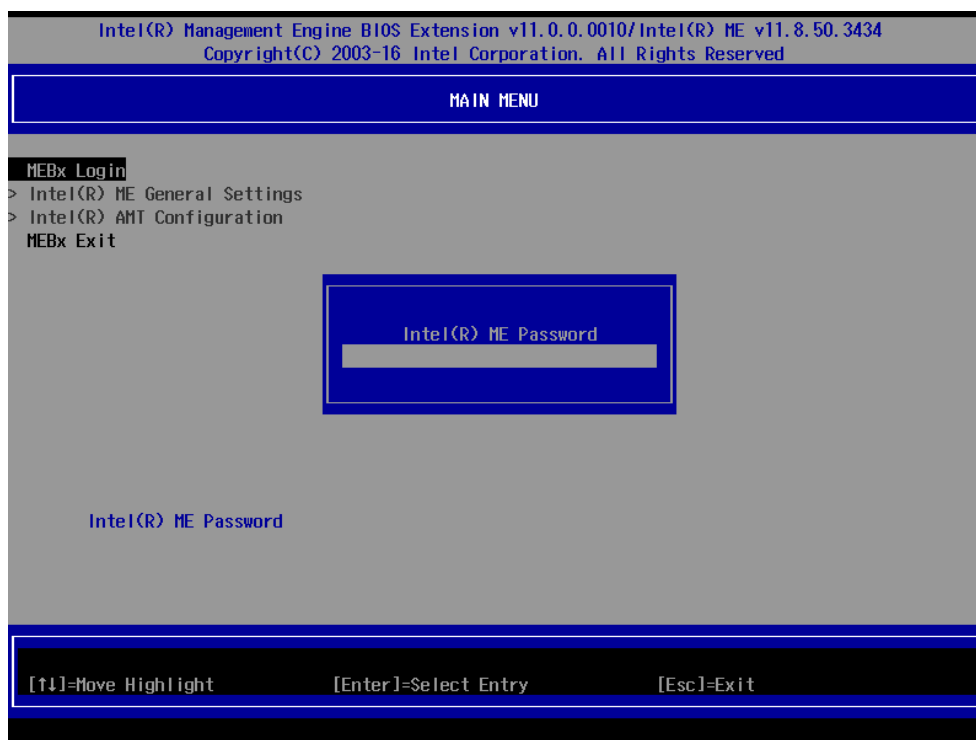 Intel(R) Management Engine BIOS Extension v11.0.0.0010/Intel(R) ME v11.8.50.3434
Copyright(C) 2003-16 Intel Corporation. All Rights Reserved
MAIN MENU
MEBx Login
> Intel(R) ME General Settings
> Intel(R) AMT Configuration
MEBx Exit
Intel(R) ME Password
Intel(R) ME Password
[↑↓]=Move Highlight [Enter]=Select Entry [Esc]=Exit